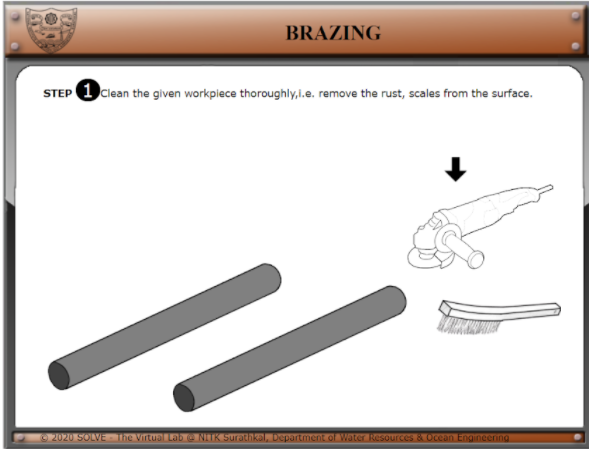 BRAZING
STEP 1 Clean the given workpiece thoroughly,i.e. remove the rust, scales from the surface.
© 2020 SOLVE - The Virtual Lab @ NITK Surathkal, Department of Water Resources & Ocean Engineering